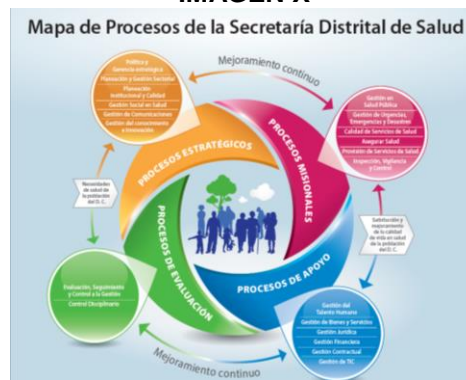 IMAGEN X
Mapa de Procesos de la Secretaría Distrital de Salud
Política y
Gerencia estratégica
Planeación y Gestión Sectorial
Planeación
Institucional y Calidad
Gestión Social en Salud
Gestión de Comunicaciones
Gestión del conocimiento
e innovación
Mejoramiento continuo
Gestión en
Salud Pública
Gestión de Urgencias,
Emergencias y Desastres
Calidad de Servicios de Salud
Asegurar Salud
Provisión de Servicios de Salud
Inspección, Vigilancia
y Control
PROCESOS ESTRATÉGICOS
PROCESOS MISIONALES
Necesidades
de salud de
la población
del D. C.
Satisfacción y
mejoramiento
de la calidad
de vida en salud
de la población
del D. C.
PROCESOS DE EVALUACIÓN
PROCESOS DE APOYO
Evaluación, Seguimiento
y Control a la Gestión
Control Disciplinario
Gestión del
Talento Humano
Gestión de Bienes y Servicios
Gestión Jurídica
Gestión Financiera
Gestión Contractual
Gestión de TIC
Mejoramiento continuo